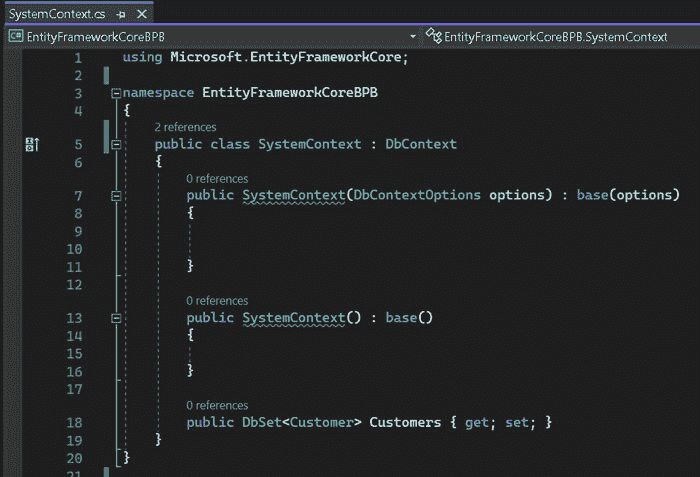 SystemContext.cs
C# EntityFrameworkCoreBPB EntityFrameworkCoreBPB.SystemContext
1 using Microsoft.EntityFrameworkCore;
2
3 namespace EntityFrameworkCoreBPB
4 {
2 references
5 public class SystemContext : DbContext
6 {
0 references
7 public SystemContext(DbContextOptions options) : base(options)
8 {
9
10
11 }
12
0 references
13 public SystemContext() : base()
14 {
15
16 }
17
0 references
18 public DbSet<Customer> Customers { get; set; }
19 }
20 }
21